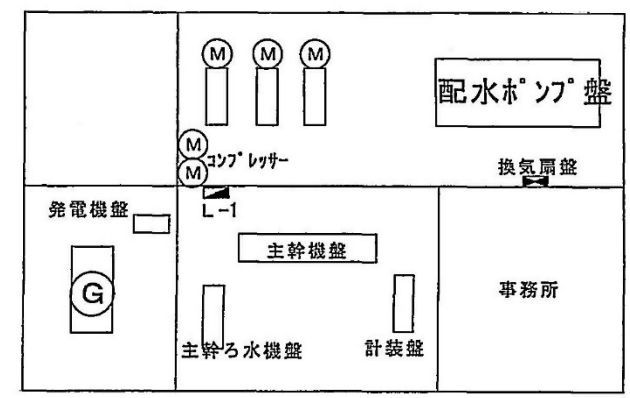 M M M
配水ポンプ盤
M
M
コンプレッサー
換気扇盤
発電機盤
L-1
主幹機盤
G
事務所
主幹ろ水機盤
計装盤